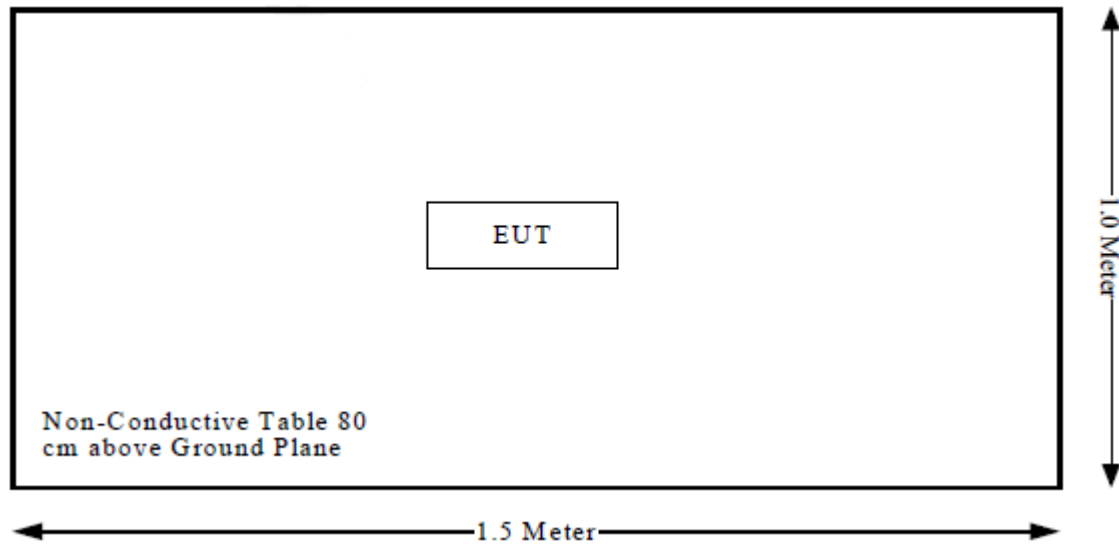 EUT
1.0 Meter
Non-Conductive Table 80
cm above Ground Plane
1.5 Meter